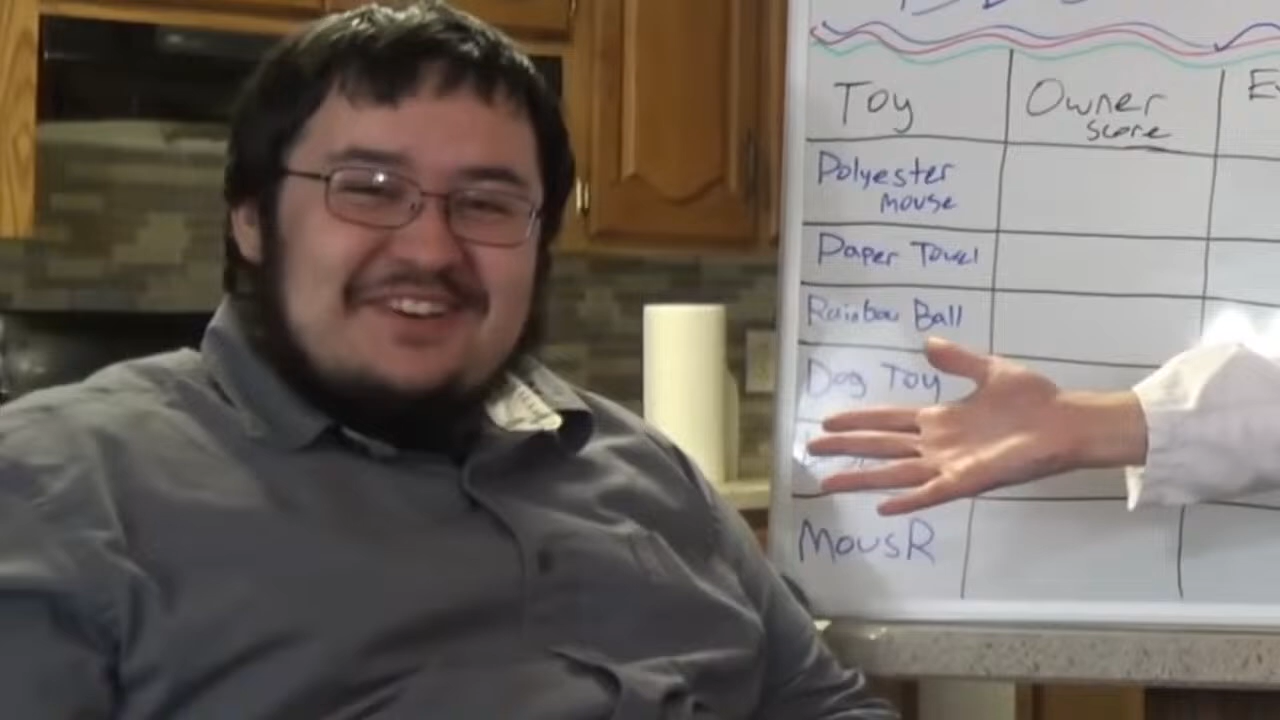 Toy
Owner
score
Polyester
mouse
Paper Towel
Rainbow Ball
Dog Toy
MousR